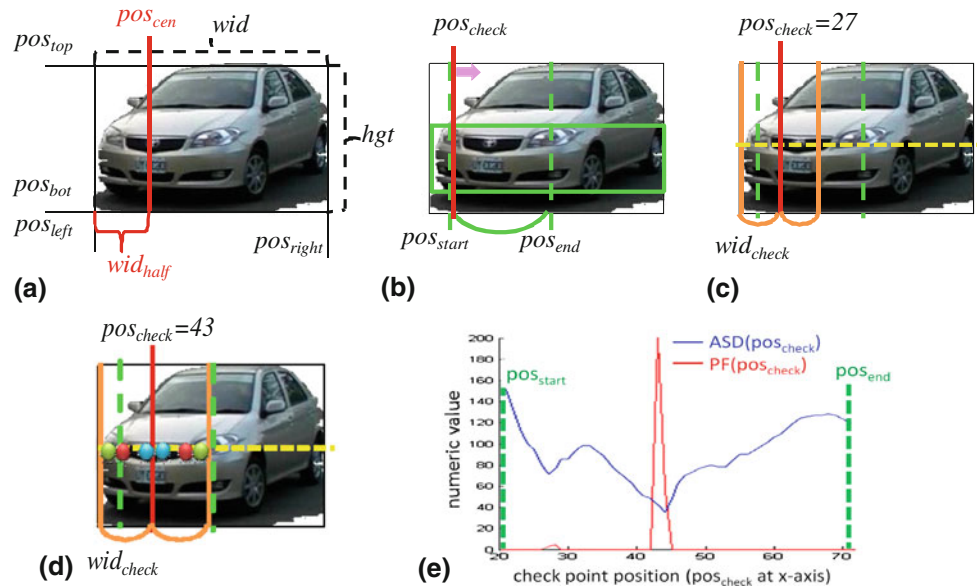 pos_cen
wid
pos_top
hgt
pos_bot
pos_left
pos_right
wid_half
(a)
pos_check
pos_start
pos_end
(b)
pos_check=27
wid_check
(c)
pos_check=43
wid_check
(d)
200
180
160
140
120
100
80
60
40
20
0
numeric value
ASD(pos_check)
PF(pos_check)
pos_start
pos_end
20 30 40 50 60 70
check point position (pos_check at x-axis)
(e)